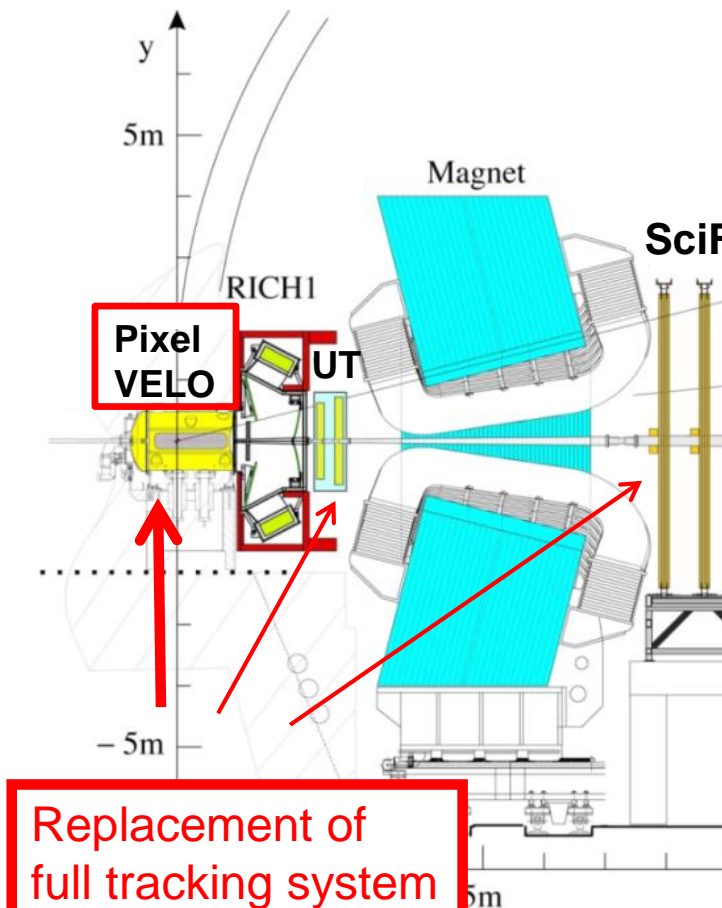 y
5m
Magnet
SciF
RICH1
Pixel
VELO
UT
– 5m
Replacement of
full tracking system
5m